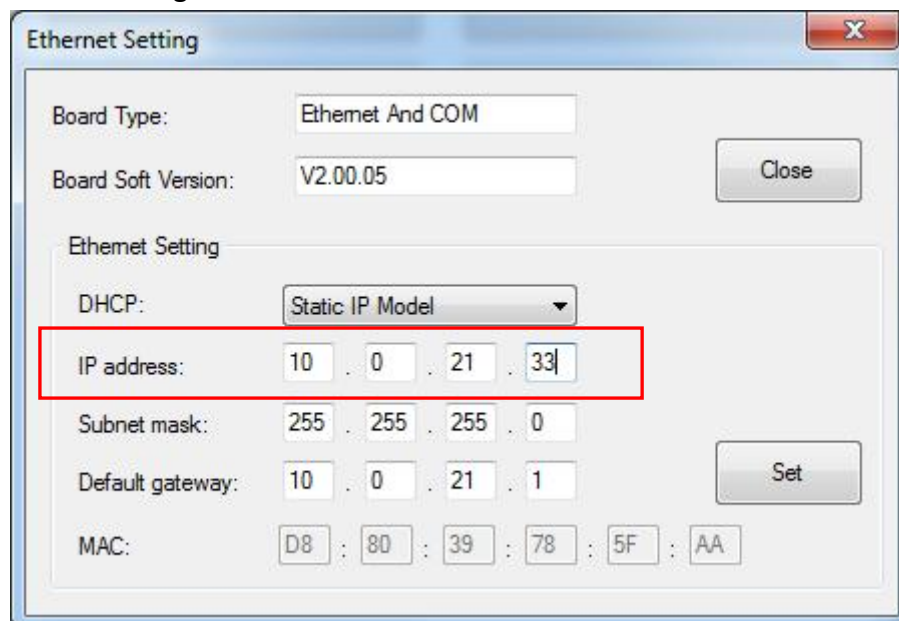 Ethernet Setting
Board Type: Ethernet And COM
Board Soft Version: V2.00.05
Close
Ethernet Setting
DHCP: Static IP Model
IP address: 10 . 0 . 21 . 33
Subnet mask: 255 . 255 . 255 . 0
Default gateway: 10 . 0 . 21 . 1
Set
MAC: D8 : 80 : 39 : 78 : 5F : AA